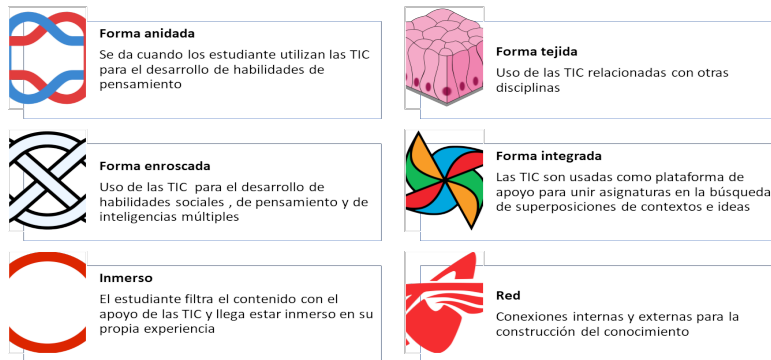 Forma anidada
Se da cuando los estudiante utilizan las TIC
para el desarrollo de habilidades de
pensamiento
Forma tejida
Uso de las TIC relacionadas con otras
disciplinas
Forma enroscada
Uso de las TIC para el desarrollo de
habilidades sociales , de pensamiento y de
inteligencias múltiples
Forma integrada
Las TIC son usadas como plataforma de
apoyo para unir asignaturas en la búsqueda
de superposiciones de contextos e ideas
Inmerso
El estudiante filtra el contenido con el
apoyo de las TIC y llega estar inmerso en su
propia experiencia
Red
Conexiones internas y externas para la
construcción del conocimiento